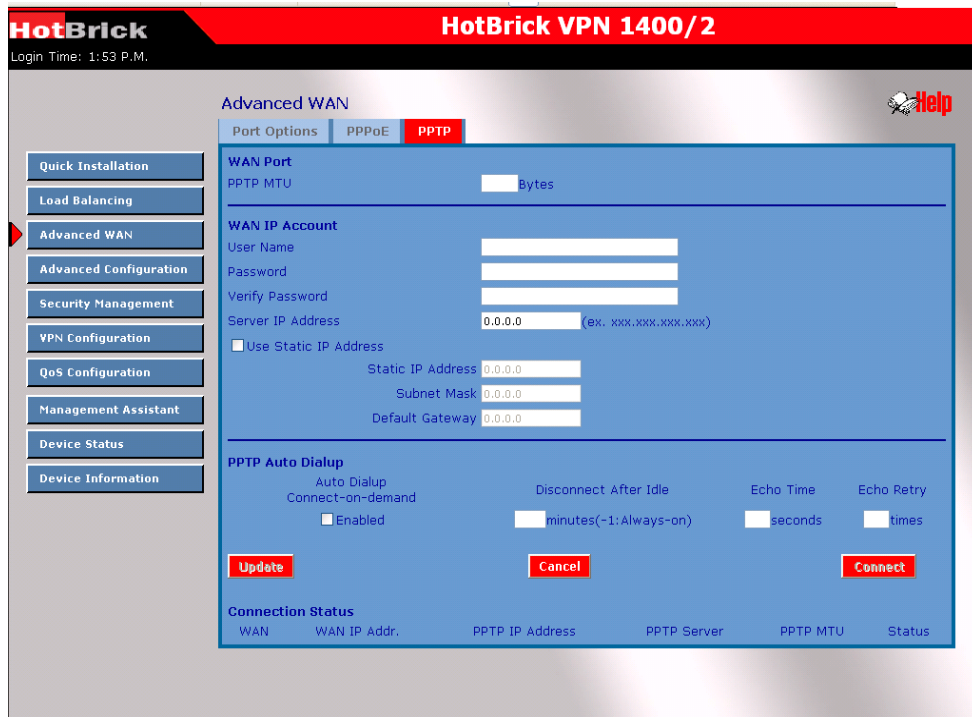 HotBrick
HotBrick VPN 1400/2
Login Time: 1:53 P.M.
Advanced WAN
Help
Port Options PPPoE PPTP
Quick Installation
Load Balancing
Advanced WAN
Advanced Configuration
Security Management
VPN Configuration
QoS Configuration
Management Assistant
Device Status
Device Information
WAN Port
PPTP MTU Bytes
WAN IP Account
User Name
Password
Verify Password
Server IP Address 0.0.0.0 (ex. xxx.xxx.xxx.xxx)
Use Static IP Address
Static IP Address 0.0.0.0
Subnet Mask 0.0.0.0
Default Gateway 0.0.0.0
PPTP Auto Dialup
Auto Dialup
Connect-on-demand Disconnect After Idle Echo Time Echo Retry
Enabled minutes(-1:Always-on) seconds times
Update Cancel Connect
Connection Status
WAN WAN IP Addr. PPTP IP Address PPTP Server PPTP MTU Status